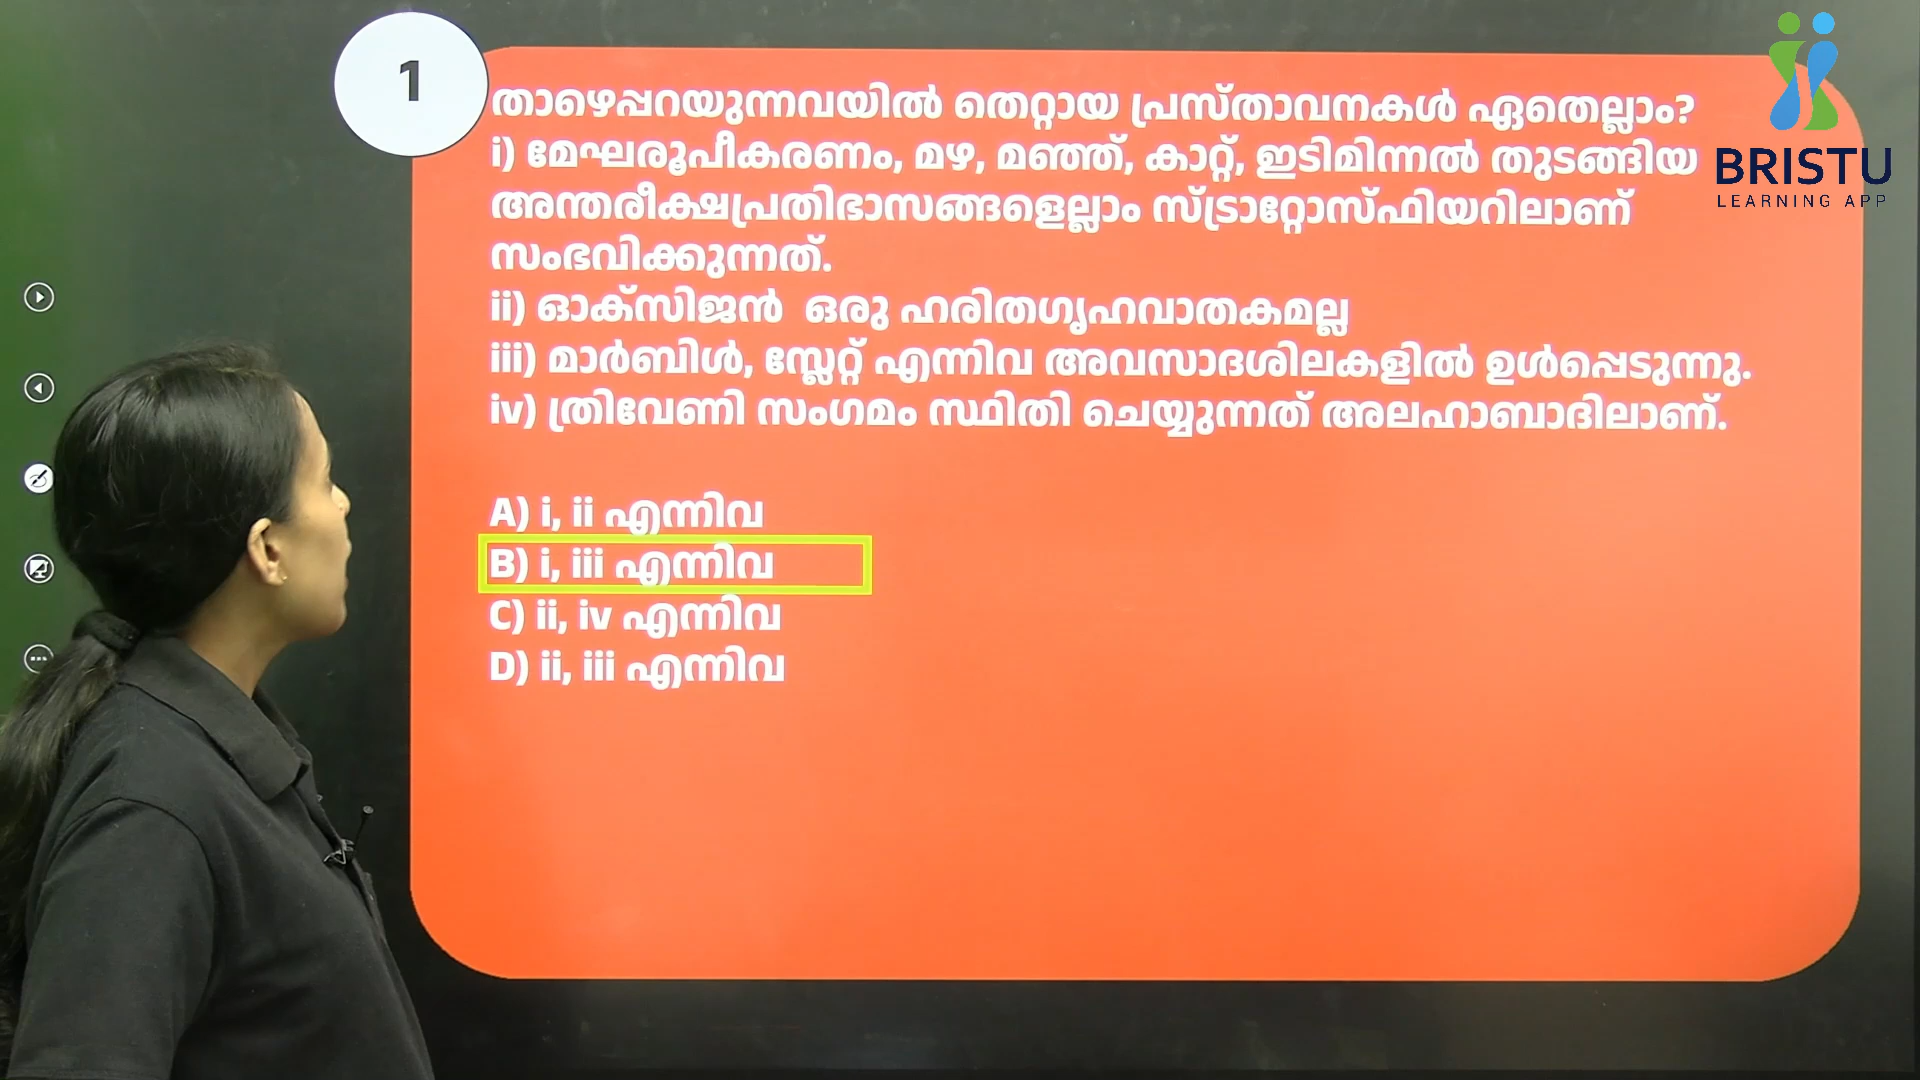 1
താഴെപ്പറയുന്നവയിൽ തെറ്റായ പ്രസ്താവനകൾ ഏതെല്ലാം?
i) മേഘരൂപീകരണം, മഴ, മഞ്ഞ്, കാറ്റ്, ഇടിമിന്നൽ തുടങ്ങിയ
അന്തരീക്ഷപ്രതിഭാസങ്ങളെല്ലാം സ്ട്രാറ്റോസ്ഫിയറിലാണ്
സംഭവിക്കുന്നത്.
ii) ഓക്സിജൻ ഒരു ഹരിതഗൃഹവാതകമല്ല
iii) മാർബിൾ, സ്ലേറ്റ് എന്നിവ അവസാദശിലകളിൽ ഉൾപ്പെടുന്നു.
iv) ത്രിവേണി സംഗമം സ്ഥിതി ചെയ്യുന്നത് അലഹാബാദിലാണ്.
A) i, ii എന്നിവ
B) i, iii എന്നിവ
C) ii, iv എന്നിവ
D) ii, iii എന്നിവ
BRISTU
LEARNING APP